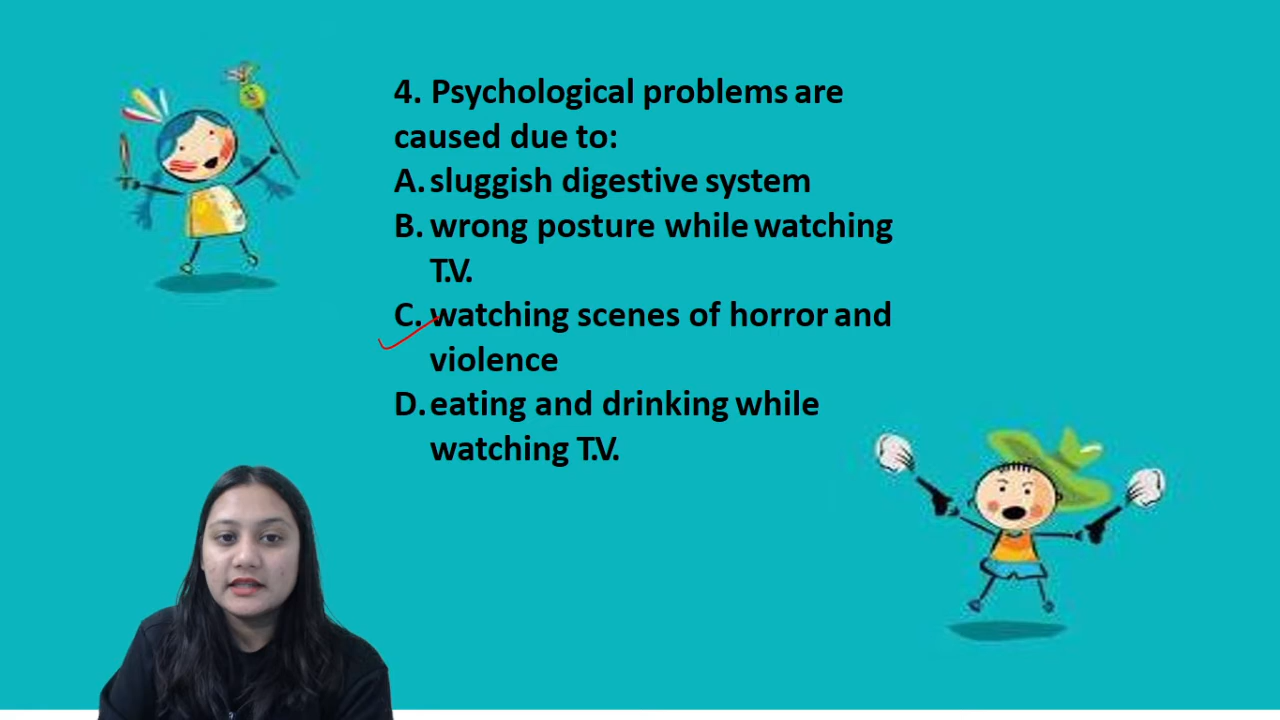 4. Psychological problems are
caused due to:
A. sluggish digestive system
B. wrong posture while watching
T.V.
C. watching scenes of horror and
violence
D. eating and drinking while
watching T.V.